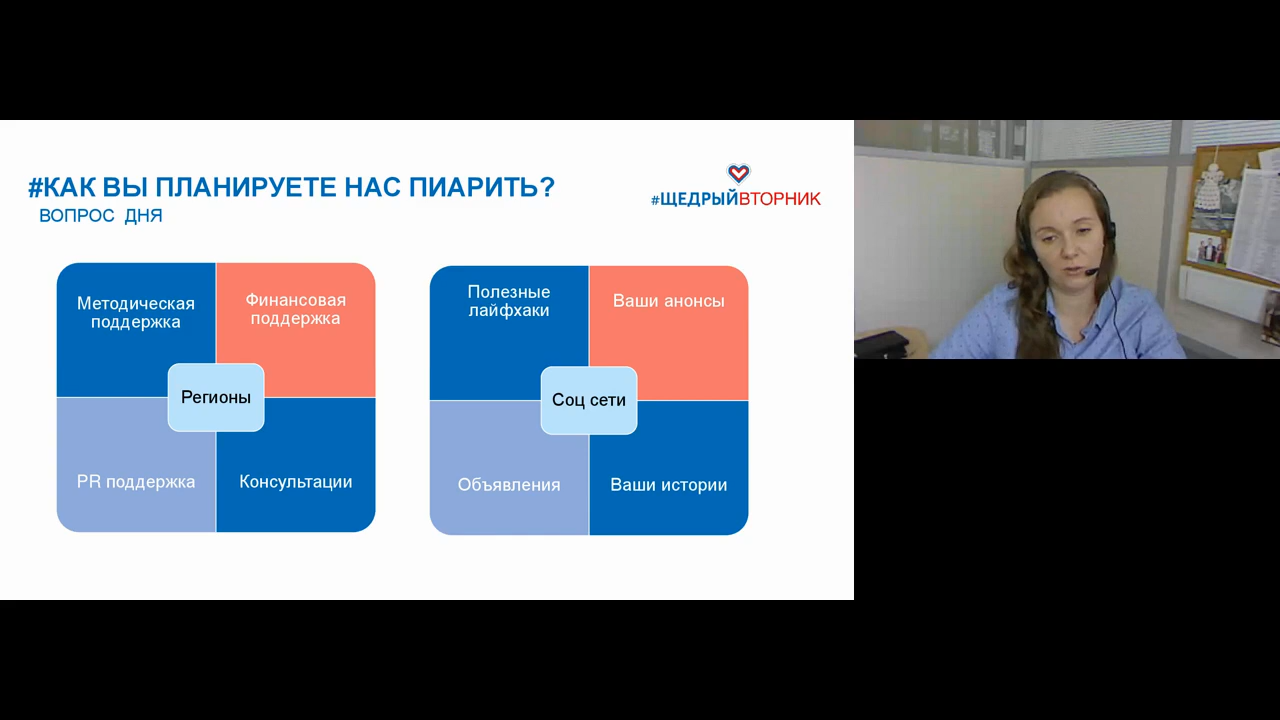 #КАК ВЫ ПЛАНИРУЕТЕ НАС ПИАРИТЬ?
ВОПРОС ДНЯ
#ЩЕДРЫЙВТОРНИК
Методическая
поддержка
Финансовая
поддержка
Регионы
PR поддержка
Консультации
Полезные
лайфхаки
Ваши анонсы
Соц сети
Объявления
Ваши истории